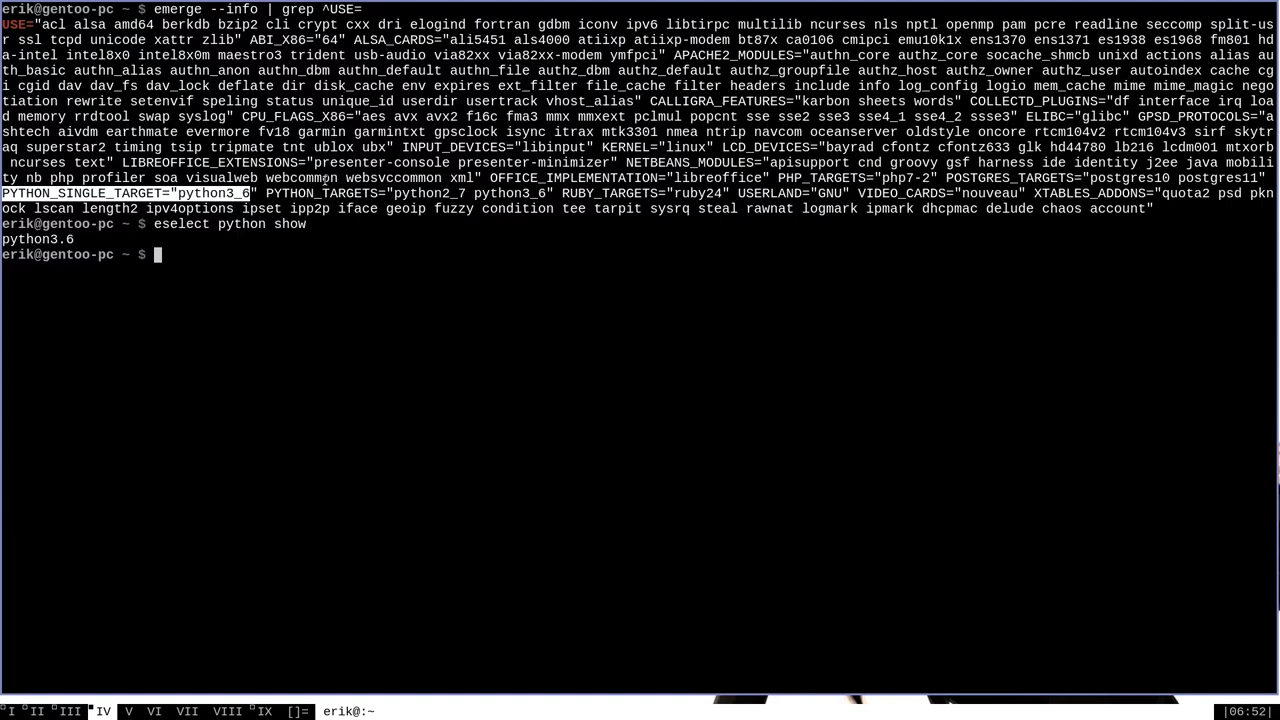 erik@gentoo-pc ~ $ emerge --info | grep ^USE=
USE="acl alsa amd64 berkdb bzip2 cli crypt cxx dri elogind fortran gdbm iconv ipv6 libtirpc multilib ncurses nls nptl openmp pam pcre readline seccomp split-us
r ssl tcpd unicode xattr zlib" ABI_X86="64" ALSA_CARDS="ali5451 als4000 atiixp atiixp-modem bt87x ca0106 cmipci emu10k1x ens1370 ens1371 es1938 es1968 fm801 hd
a-intel intel8x0 intel8x0m maestro3 trident usb-audio via82xx via82xx-modem ymfpci" APACHE2_MODULES="authn_core authz_core socache_shmcb unixd actions alias au
th_basic authn_alias authn_anon authn_dbm authn_default authn_file authz_dbm authz_default authz_groupfile authz_host authz_owner authz_user autoindex cache cg
i cgid dav dav_fs dav_lock deflate dir disk_cache env expires ext_filter file_cache filter headers include info log_config logio mem_cache mime mime_magic nego
tiation rewrite setenvif speling status unique_id userdir usertrack vhost_alias" CALLIGRA_FEATURES="karbon sheets words" COLLECTD_PLUGINS="df interface irq loa
d memory rrdtool swap syslog" CPU_FLAGS_X86="aes avx avx2 f16c fma3 mmx mmxext pclmul popcnt sse sse2 sse3 sse4_1 sse4_2 ssse3" ELIBC="glibc" GPSD_PROTOCOLS="a
shtech aivdm earthmate evermore fv18 garmin garmintxt gpsclock isync itrax mtk3301 nmea ntrip navcom oceanserver oldstyle oncore rtcm104v2 rtcm104v3 sirf skytr
aq superstar2 timing tsip tripmate tnt ublox ubx" INPUT_DEVICES="libinput" KERNEL="linux" LCD_DEVICES="bayrad cfontz cfontz633 glk hd44780 lb216 lcdm001 mtxorb
 ncurses text" LIBREOFFICE_EXTENSIONS="presenter-console presenter-minimizer" NETBEANS_MODULES="apisupport cnd groovy gsf harness ide identity j2ee java mobili
ty nb php profiler soa visualweb webcommon websvccommon xml" OFFICE_IMPLEMENTATION="libreoffice" PHP_TARGETS="php7-2" POSTGRES_TARGETS="postgres10 postgres11"
PYTHON_SINGLE_TARGET="python3_6" PYTHON_TARGETS="python2_7 python3_6" RUBY_TARGETS="ruby24" USERLAND="GNU" VIDEO_CARDS="nouveau" XTABLES_ADDONS="quota2 psd pkn
ock lscan length2 ipv4options ipset ipp2p iface geoip fuzzy condition tee tarpit sysrq steal rawnat logmark ipmark dhcpmac delude chaos account"
erik@gentoo-pc ~ $ eselect python show
python3.6
erik@gentoo-pc ~ $
I II III IV V VI VII VIII IX []= erik@:~ |06:52|